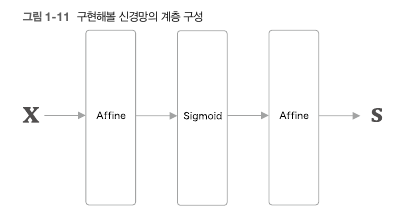 그림 1-11 구현해볼 신경망의 계층 구성
X Affine Sigmoid Affine S